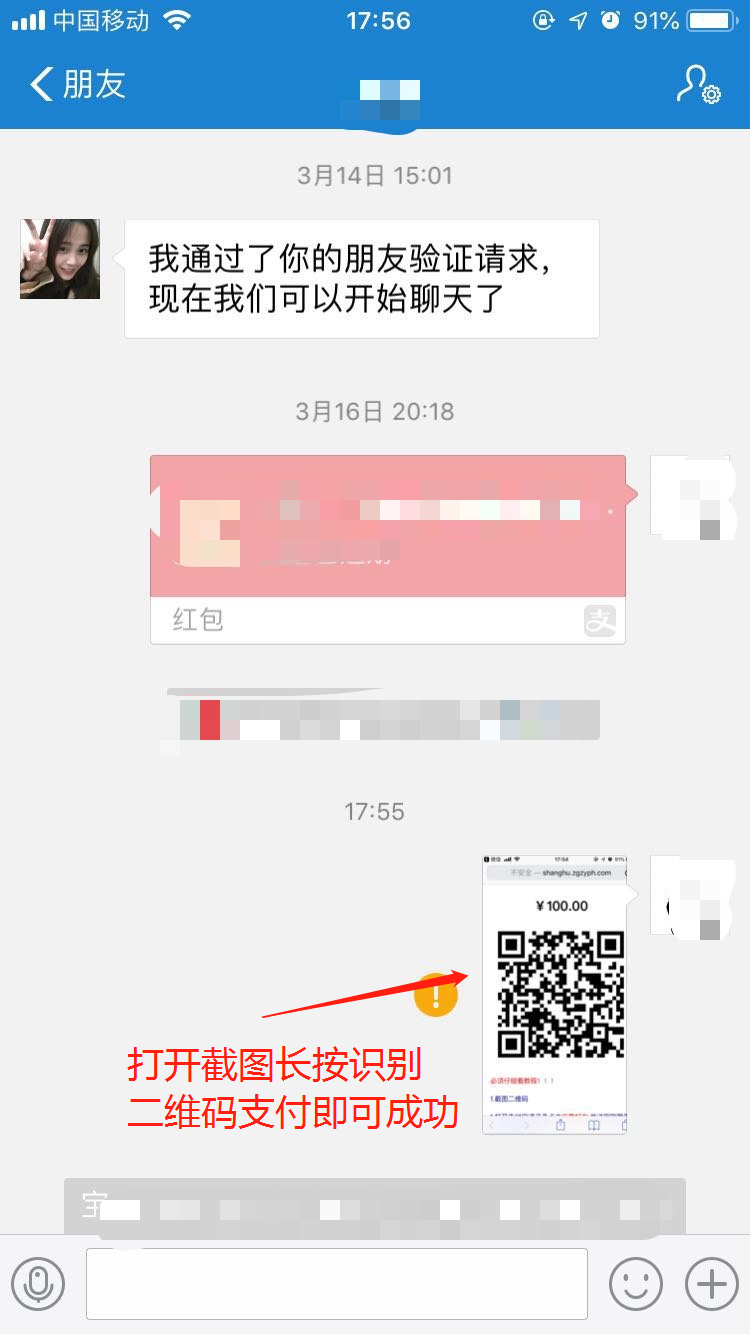 中国移动
17:56
91%
朋友
3月14日 15:01
我通过了你的朋友验证请求，
现在我们可以开始聊天了
3月16日 20:18
红包
支
17:55
17:54
91%
不安全 — shanghu.zgzyph.com
￥100.00
必须仔细看教程！！！
1.截图二维码
打开截图长按识别
二维码支付即可成功